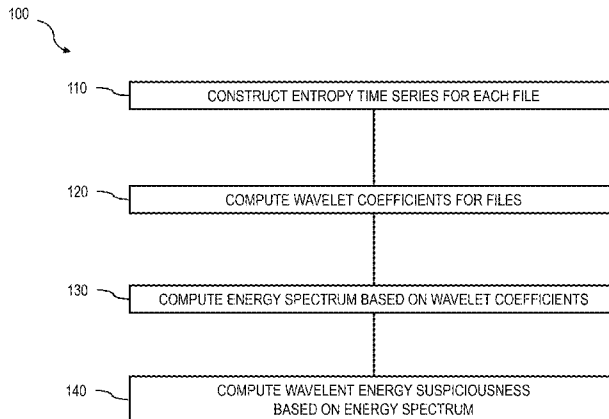 100
110
CONSTRUCT ENTROPY TIME SERIES FOR EACH FILE
120
COMPUTE WAVELET COEFFICIENTS FOR FILES
130
COMPUTE ENERGY SPECTRUM BASED ON WAVELET COEFFICIENTS
140
COMPUTE WAVELENT ENERGY SUSPICIOUSNESS
BASED ON ENERGY SPECTRUM